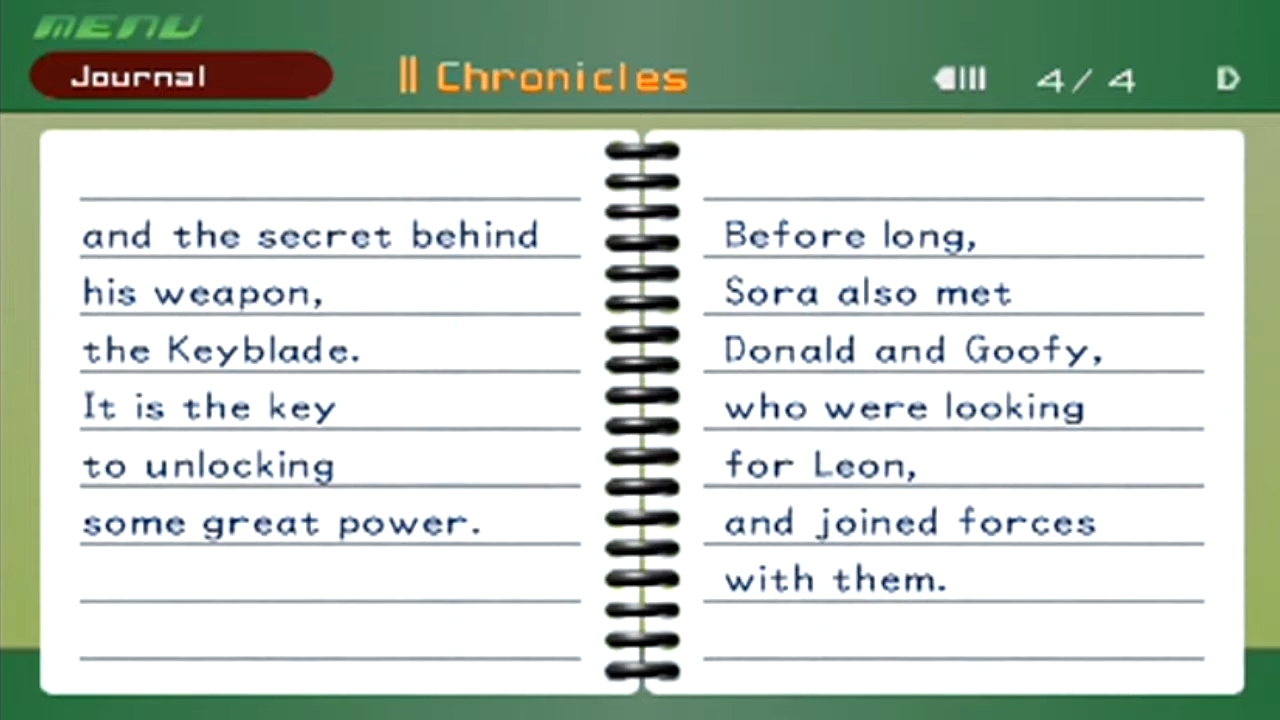 MENU
Journal
Chronicles
4/4
and the secret behind
his weapon,
the Keyblade.
It is the key
to unlocking
some great power.
Before long,
Sora also met
Donald and Goofy,
who were looking
for Leon,
and joined forces
with them.